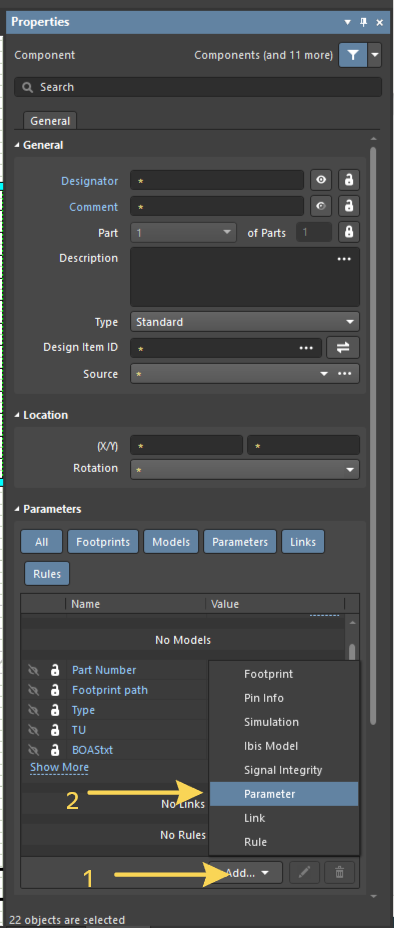 Properties
Component Components (and 11 more)
Search
General
General
Designator *
Comment *
Part 1 of Parts 1
Description ...
Type Standard
Design Item ID * ...
Source * ...
Location
(X/Y) * *
Rotation *
Parameters
All Footprints Models Parameters Links
Rules
Name Value
No Models
Part Number
Footprint path
Type
TU
BOAStxt
Show More
No Links
No Rules
Footprint
Pin Info
Simulation
Ibis Model
Signal Integrity
Parameter
Link
Rule
2
1
Add...
22 objects are selected